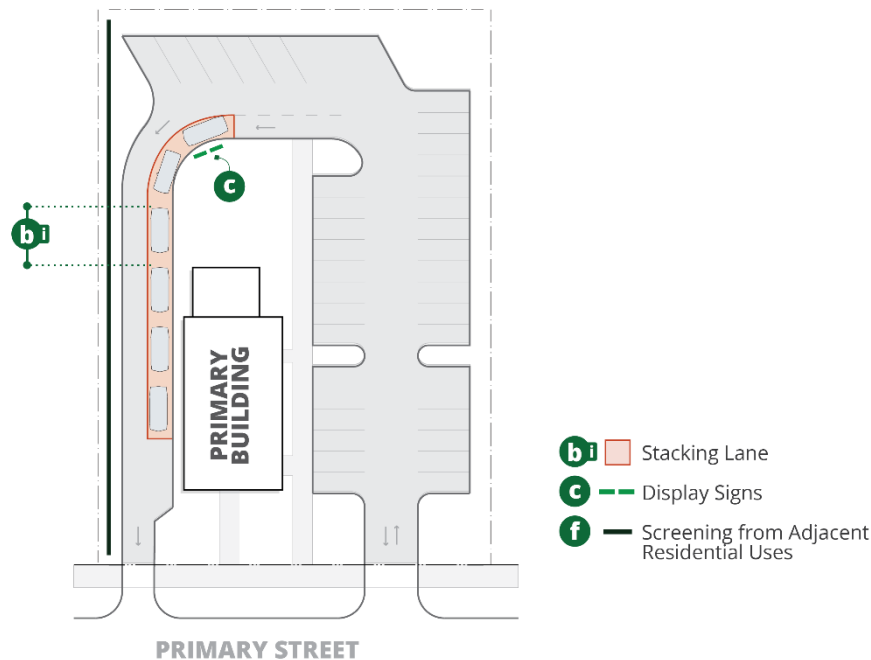 c
b i
PRIMARY
BUILDING
b i Stacking Lane
c Display Signs
f Screening from Adjacent
Residential Uses
PRIMARY STREET